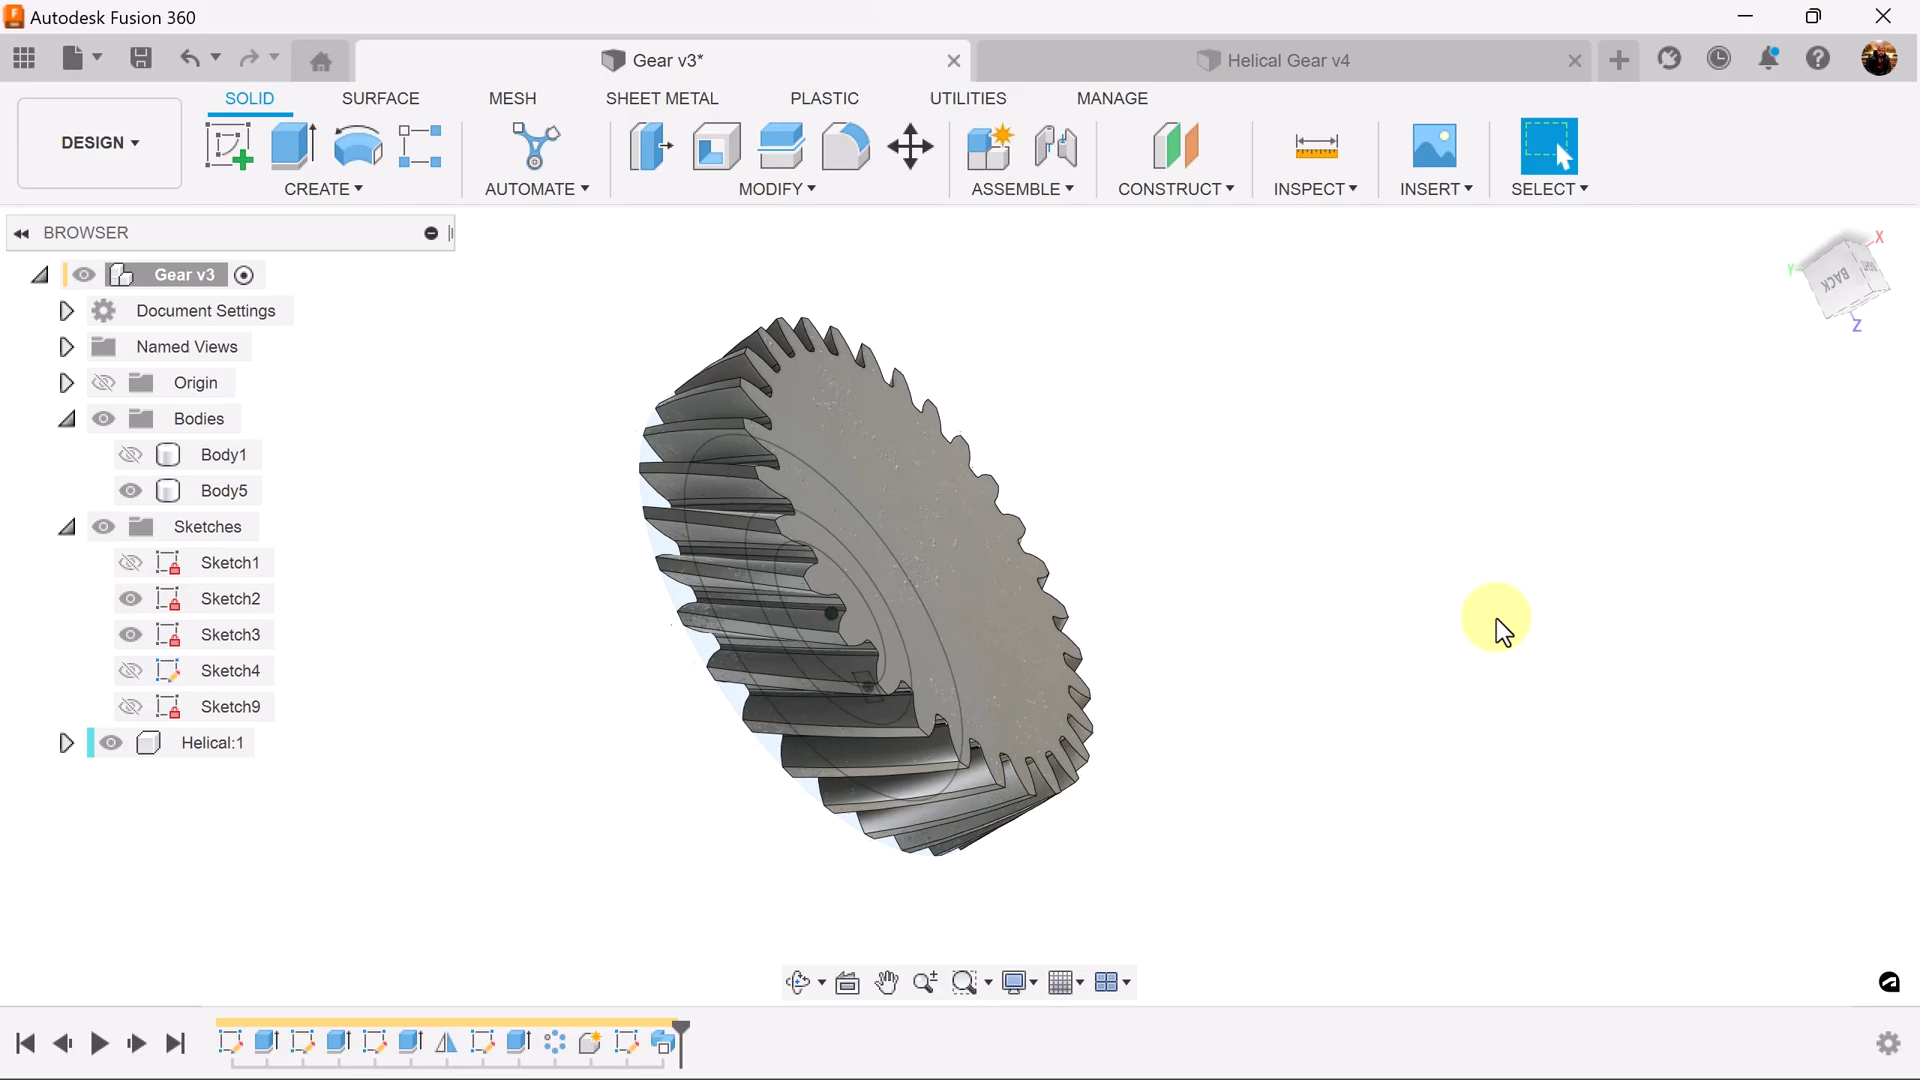 Autodesk Fusion 360
Gear v3*
Helical Gear v4
DESIGN
SOLID
SURFACE
MESH
SHEET METAL
PLASTIC
UTILITIES
MANAGE
CREATE
AUTOMATE
MODIFY
ASSEMBLE
CONSTRUCT
INSPECT
INSERT
SELECT
BROWSER
Gear v3
Document Settings
Named Views
Origin
Bodies
Body1
Body5
Sketches
Sketch1
Sketch2
Sketch3
Sketch4
Sketch9
Helical:1
X
Y
BACK
Z